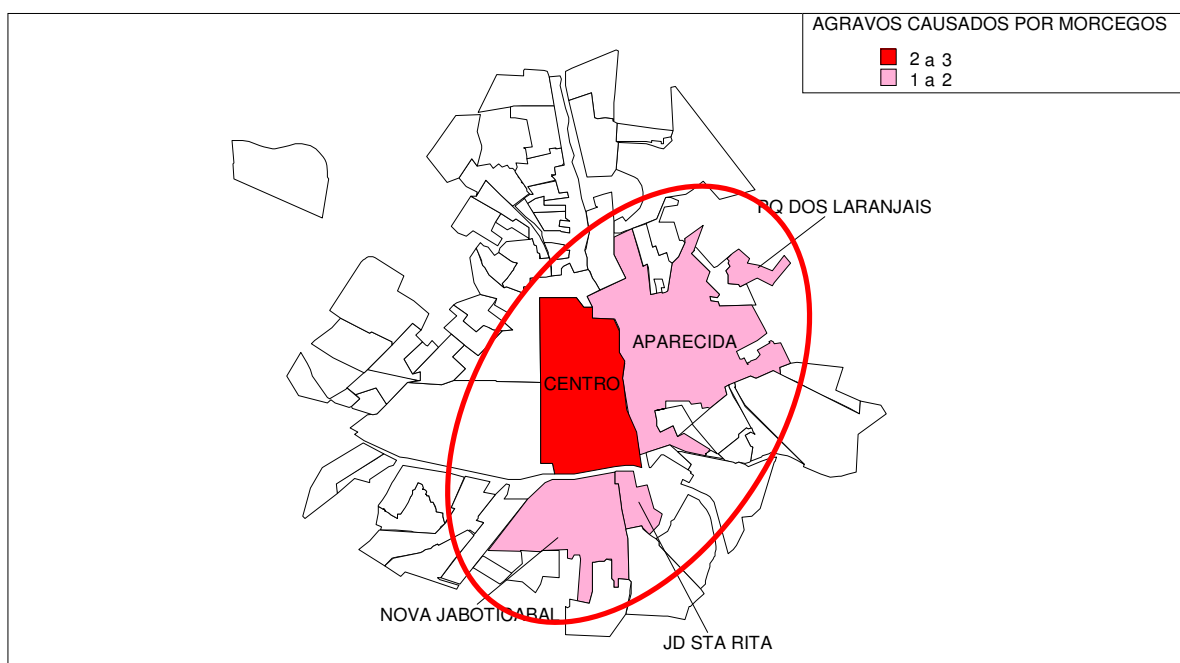 AGRAVOS CAUSADOS POR MORCEGOS
2 a 3
1 a 2
PQ DOS LARANJAIS
APARECIDA
CENTRO
NOVA JABOTICABAL
JD STA RITA